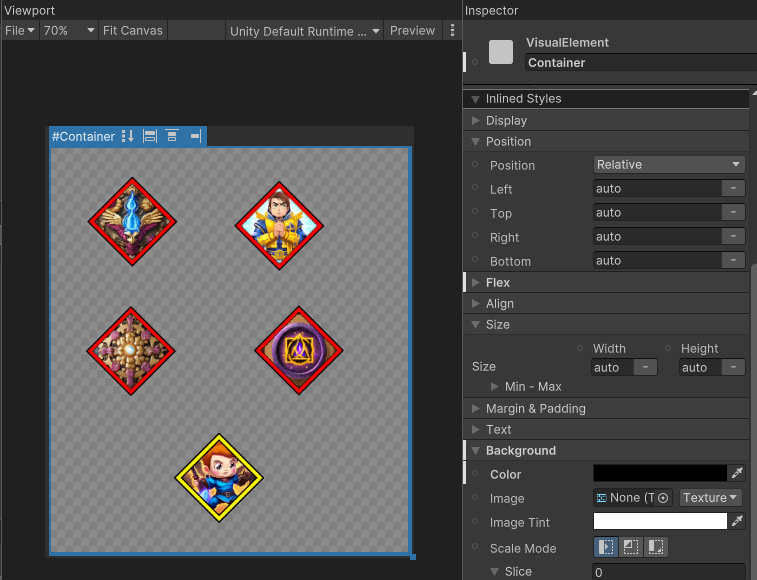 Viewport
File 70% Fit Canvas Unity Default Runtime ... Preview
#Container
Inspector
VisualElement
Container
Inlined Styles
Display
Position
Position Relative
Left auto -
Top auto -
Right auto -
Bottom auto -
Flex
Align
Size
Width Height
Size auto - auto -
Min - Max
Margin & Padding
Text
Background
Color
Image None (T Texture
Image Tint
Scale Mode
Slice 0